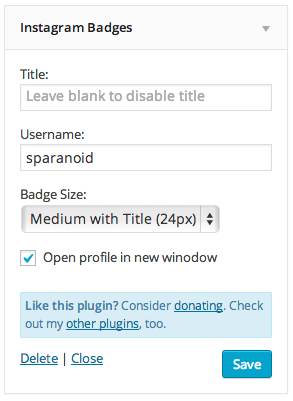 Instagram Badges
Title:
Leave blank to disable title
Username:
sparanoid
Badge Size:
Medium with Title (24px)
Open profile in new winodow
Like this plugin? Consider donating. Check
out my other plugins, too.
Delete | Close
Save